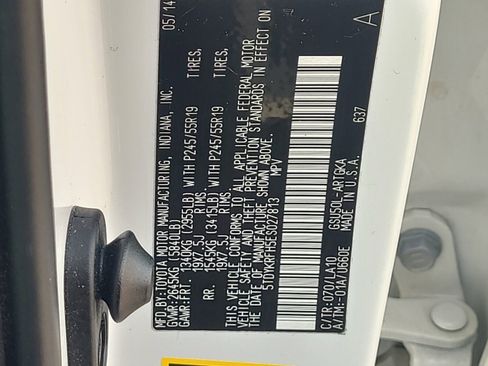 MFD.BY:TOYOTA MOTOR MANUFACTURING, INDIANA, INC. 05/14
GVWR:2645KG(5840LB)
GAWR:FRT. 1340KG(2955LB)WITH P245/55R19 TIRES,
19X7.5J RIMS.
RR. 1545KG(3415LB)WITH P245/55R19 TIRES,
19X7.5J RIMS.
THIS VEHICLE CONFORMS TO ALL APPLICABLE FEDERAL MOTOR
VEHICLE SAFETY, BUMPER, AND THEFT PREVENTION STANDARDS IN EFFECT ON THE
DATE OF MANUFACTURE SHOWN ABOVE.
5TDYKRFH5ES027813 MPV
A
C/TR:070/LA10 GSU50L-ARTGKA 637
A/TM:-01A/U660E MADE IN U.S.A.